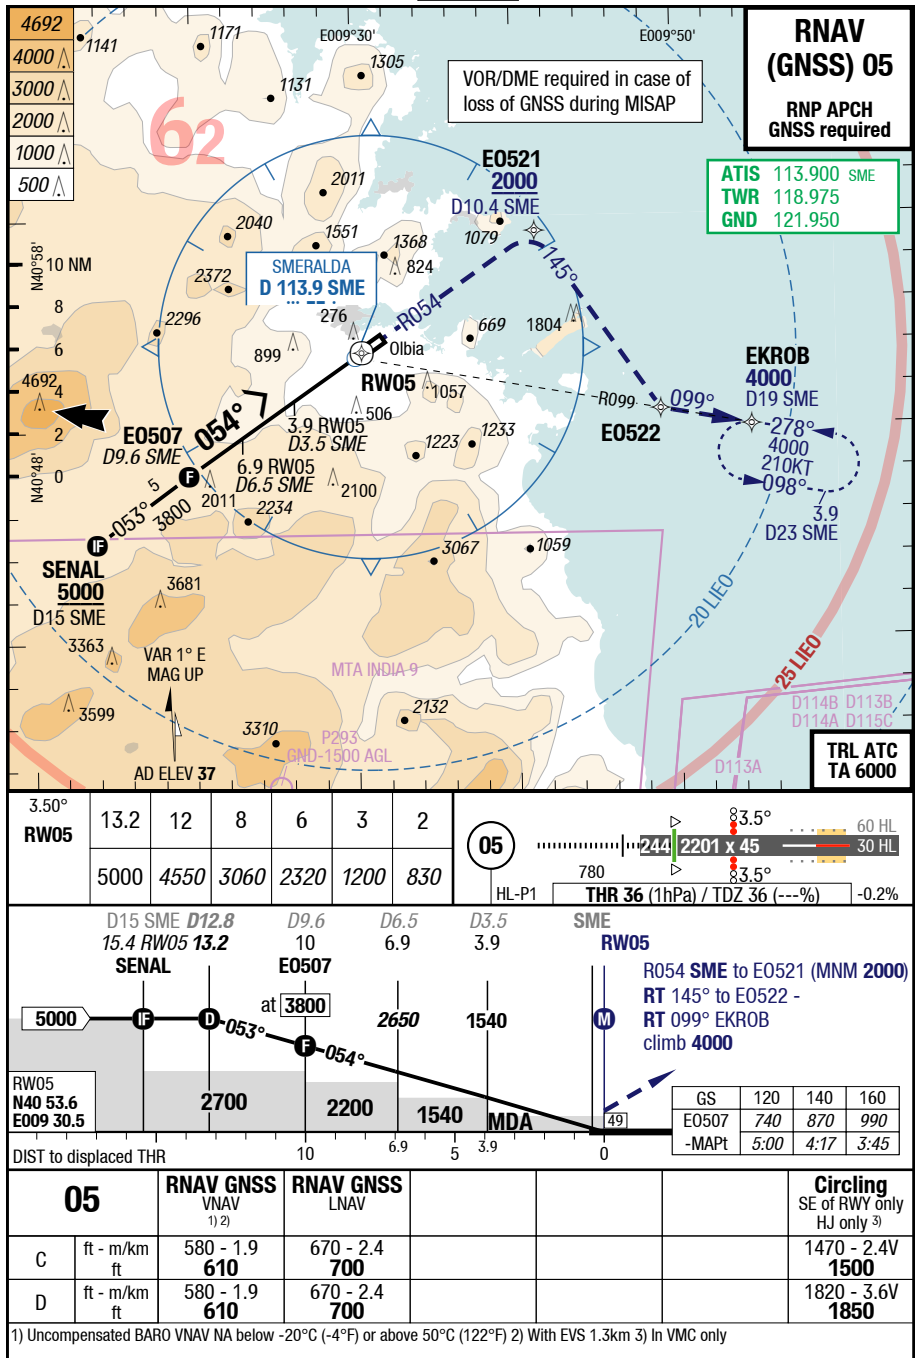 4692
4000
3000
2000
1000
500
1141
1171
1131
1305
E009°30'
E009°50'
62
VOR/DME required in case of
loss of GNSS during MISAP
RNAV
(GNSS) 05
RNP APCH
GNSS required
ATIS 113.900 SME
TWR 118.975
GND 121.950
EO521
2000
D10.4 SME
1079
2011
2040
1551
1368
824
2372
SMERALDA
D 113.9 SME
N40°58'
10 NM
8
6
4
2
0
N40°48'
2296
276
899
R054
145°
669
1804
Olbia
RW05
1057
506
R099
EO522
099°
EKROB
4000
D19 SME
278°
4000
210KT
098°
3.9
D23 SME
4692
EO507
D9.6 SME
054°
3.9 RW05
D3.5 SME
6.9 RW05
D6.5 SME
1223
1233
F
2011
2100
2234
5
053°
3800
IF
SENAL
5000
D15 SME
3067
1059
3681
3363
3599
VAR 1° E
MAG UP
MTA INDIA 9
20 LIEO
25 LIEO
2132
3310
P293
GND-1500 AGL
AD ELEV 37
D114B D113B
D114A D115C
D113A
TRL ATC
TA 6000
3.50°
RW05
13.2 12 8 6 3 2
5000 4550 3060 2320 1200 830
05
3.5°
3.5°
244 2201 x 45
60 HL
30 HL
780
HL-P1
THR 36 (1hPa) / TDZ 36 (---%)
-0.2%
D15 SME D12.8 D9.6 D6.5 D3.5 SME
15.4 RW05 13.2 10 6.9 3.9 RW05
SENAL EO507
at 3800
5000
IF
D
053°
F
054°
2650
1540
M
R054 SME to EO521 (MNM 2000)
RT 145° to EO522 -
RT 099° EKROB
climb 4000
RW05
N40 53.6
E009 30.5
2700
2200
1540
MDA
49
GS 120 140 160
EO507 740 870 990
-MAPt 5:00 4:17 3:45
DIST to displaced THR 10 6.9 5 3.9 0
05
RNAV GNSS
VNAV
1) 2)
RNAV GNSS
LNAV
Circling
SE of RWY only
HJ only 3)
C ft - m/km 580 - 1.9 670 - 2.4 1470 - 2.4V
ft 610 700 1500
D ft - m/km 580 - 1.9 670 - 2.4 1820 - 3.6V
ft 610 700 1850
1) Uncompensated BARO VNAV NA below -20°C (-4°F) or above 50°C (122°F) 2) With EVS 1.3km 3) In VMC only